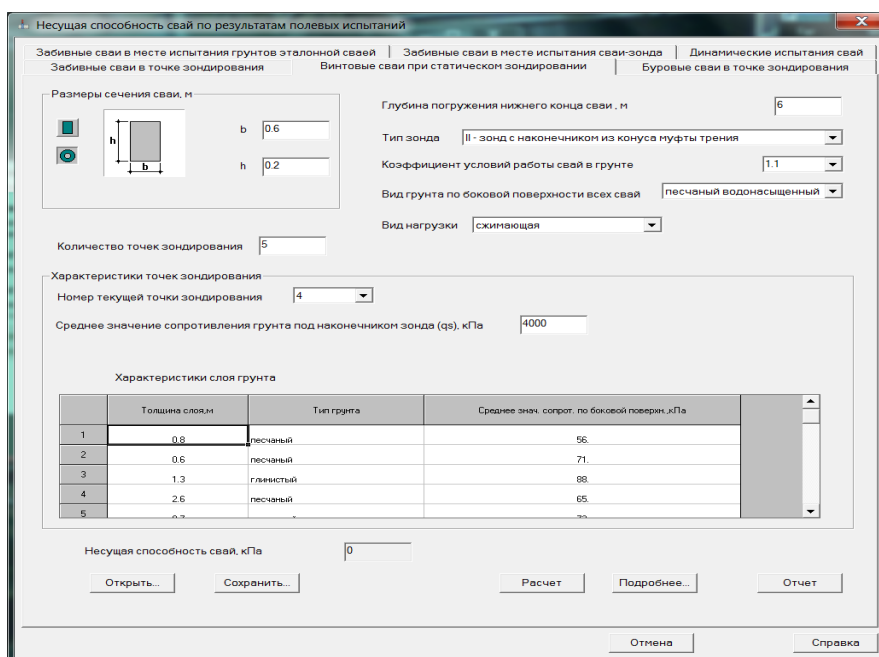 Несущая способность свай по результатам полевых испытаний
Забивные сваи в месте испытания грунтов эталонной сваей
Забивные сваи в месте испытания сваи-зонда
Динамические испытания свай
Забивные сваи в точке зондирования
Винтовые сваи при статическом зондировании
Буровые сваи в точке зондирования
Размеры сечения сваи, м
h
b
b 0.6
h 0.2
Глубина погружения нижнего конца сваи , м 6
Тип зонда II - зонд с наконечником из конуса муфты трения
Коэффициент условий работы свай в грунте 1.1
Вид грунта по боковой поверхности всех свай песчаный водонасыщенный
Вид нагрузки сжимающая
Количество точек зондирования 5
Характеристики точек зондирования
Номер текущей точки зондирования 4
Среднее значение сопротивления грунта под наконечником зонда (qs), кПа 4000
Характеристики слоя грунта
Толщина слоя,м Тип грунта Среднее знач. сопрот. по боковой поверхн.,кПа
1 0.8 песчаный 56.
2 0.6 песчаный 71.
3 1.3 глинистый 88.
4 2.6 песчаный 65.
5
Несущая способность свай, кПа 0
Открыть... Сохранить... Расчет Подробнее... Отчет
Отмена Справка